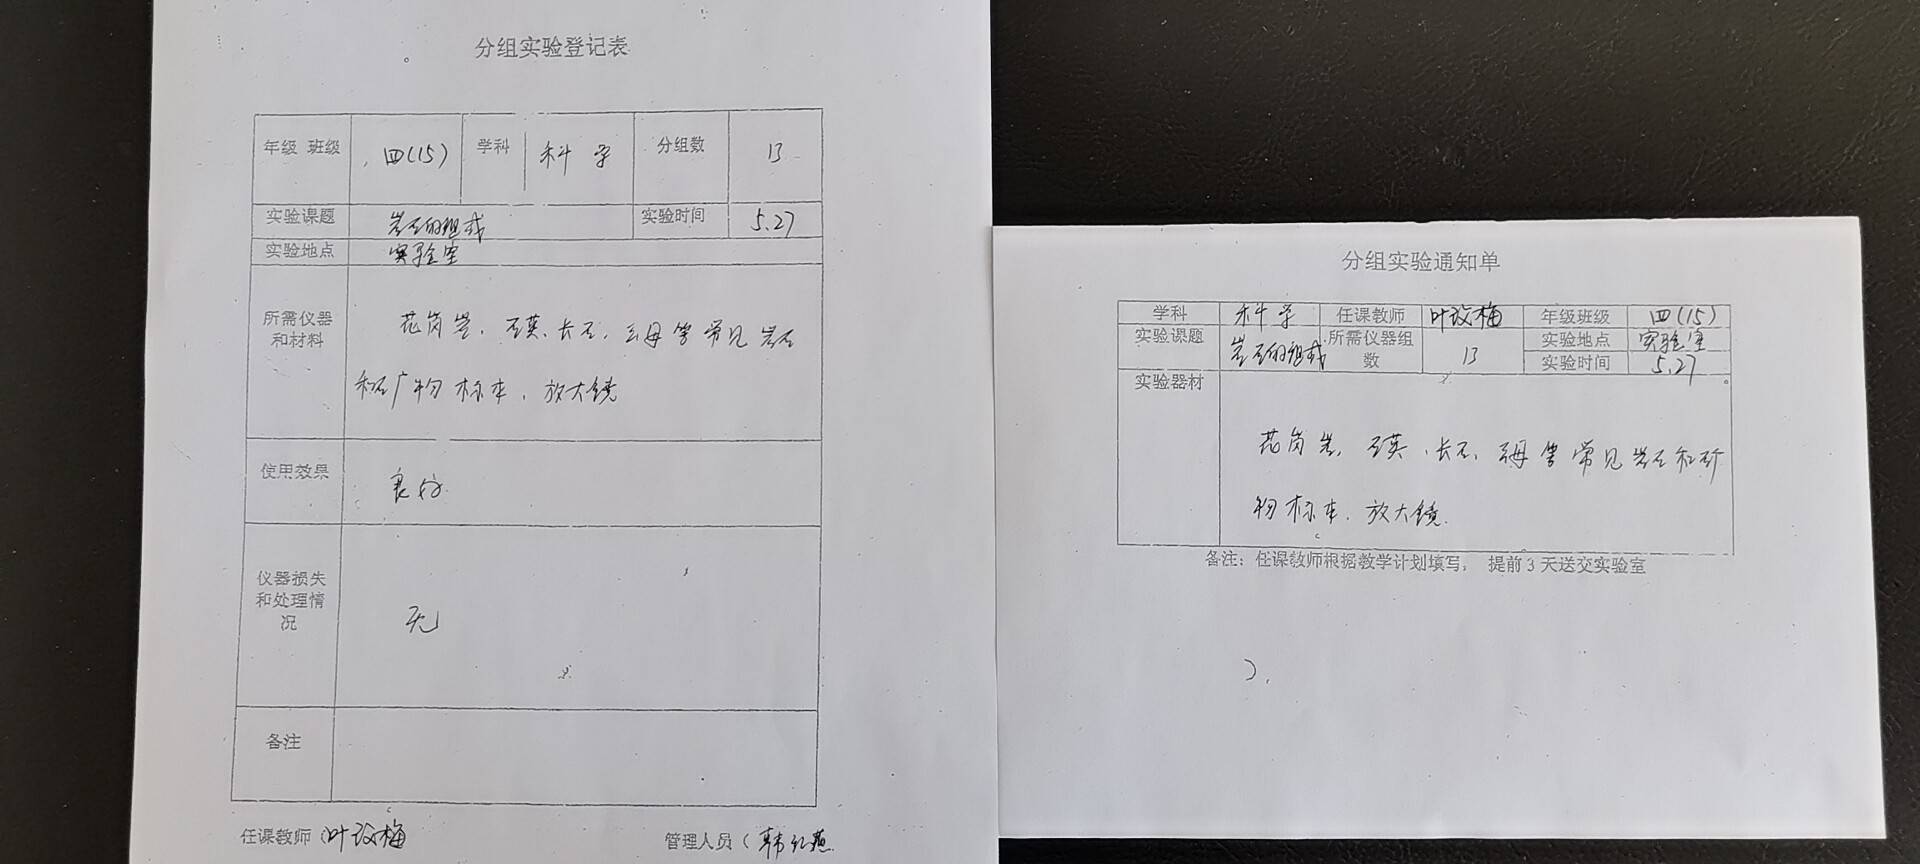 分组实验登记表
年级 班级 四(15) 学科 科学 分组数 13
实验课题 岩石的组成 实验时间 5.27
实验地点 实验室
所需仪器和材料
花岗岩、石英、长石、云母等常见岩石
和矿物标本、放大镜
使用效果 良好
仪器损失和处理情况 无
备注
任课教师 (叶玫梅
管理人员 ( 韩红燕
分组实验通知单
学科 科学 任课教师 叶玫梅 年级班级 四(15)
实验课题 岩石的组成 所需仪器组数 13 实验地点 实验室
实验时间 5.27
实验器材
花岗岩、石英、长石、云母等常见岩石和矿
物标本、放大镜
备注：任课教师根据教学计划填写， 提前 3 天送交实验室